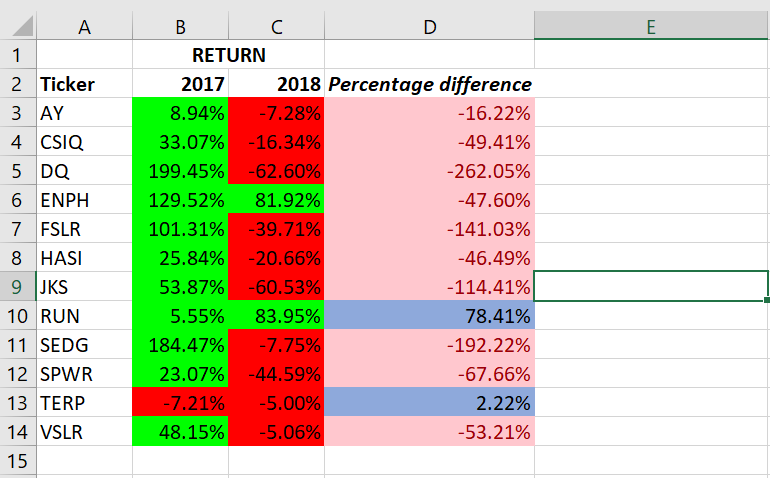 A B C D E
1 RETURN
2 Ticker 2017 2018 Percentage difference
3 AY 8.94% -7.28% -16.22%
4 CSIQ 33.07% -16.34% -49.41%
5 DQ 199.45% -62.60% -262.05%
6 ENPH 129.52% 81.92% -47.60%
7 FSLR 101.31% -39.71% -141.03%
8 HASI 25.84% -20.66% -46.49%
9 JKS 53.87% -60.53% -114.41%
10 RUN 5.55% 83.95% 78.41%
11 SEDG 184.47% -7.75% -192.22%
12 SPWR 23.07% -44.59% -67.66%
13 TERP -7.21% -5.00% 2.22%
14 VSLR 48.15% -5.06% -53.21%
15